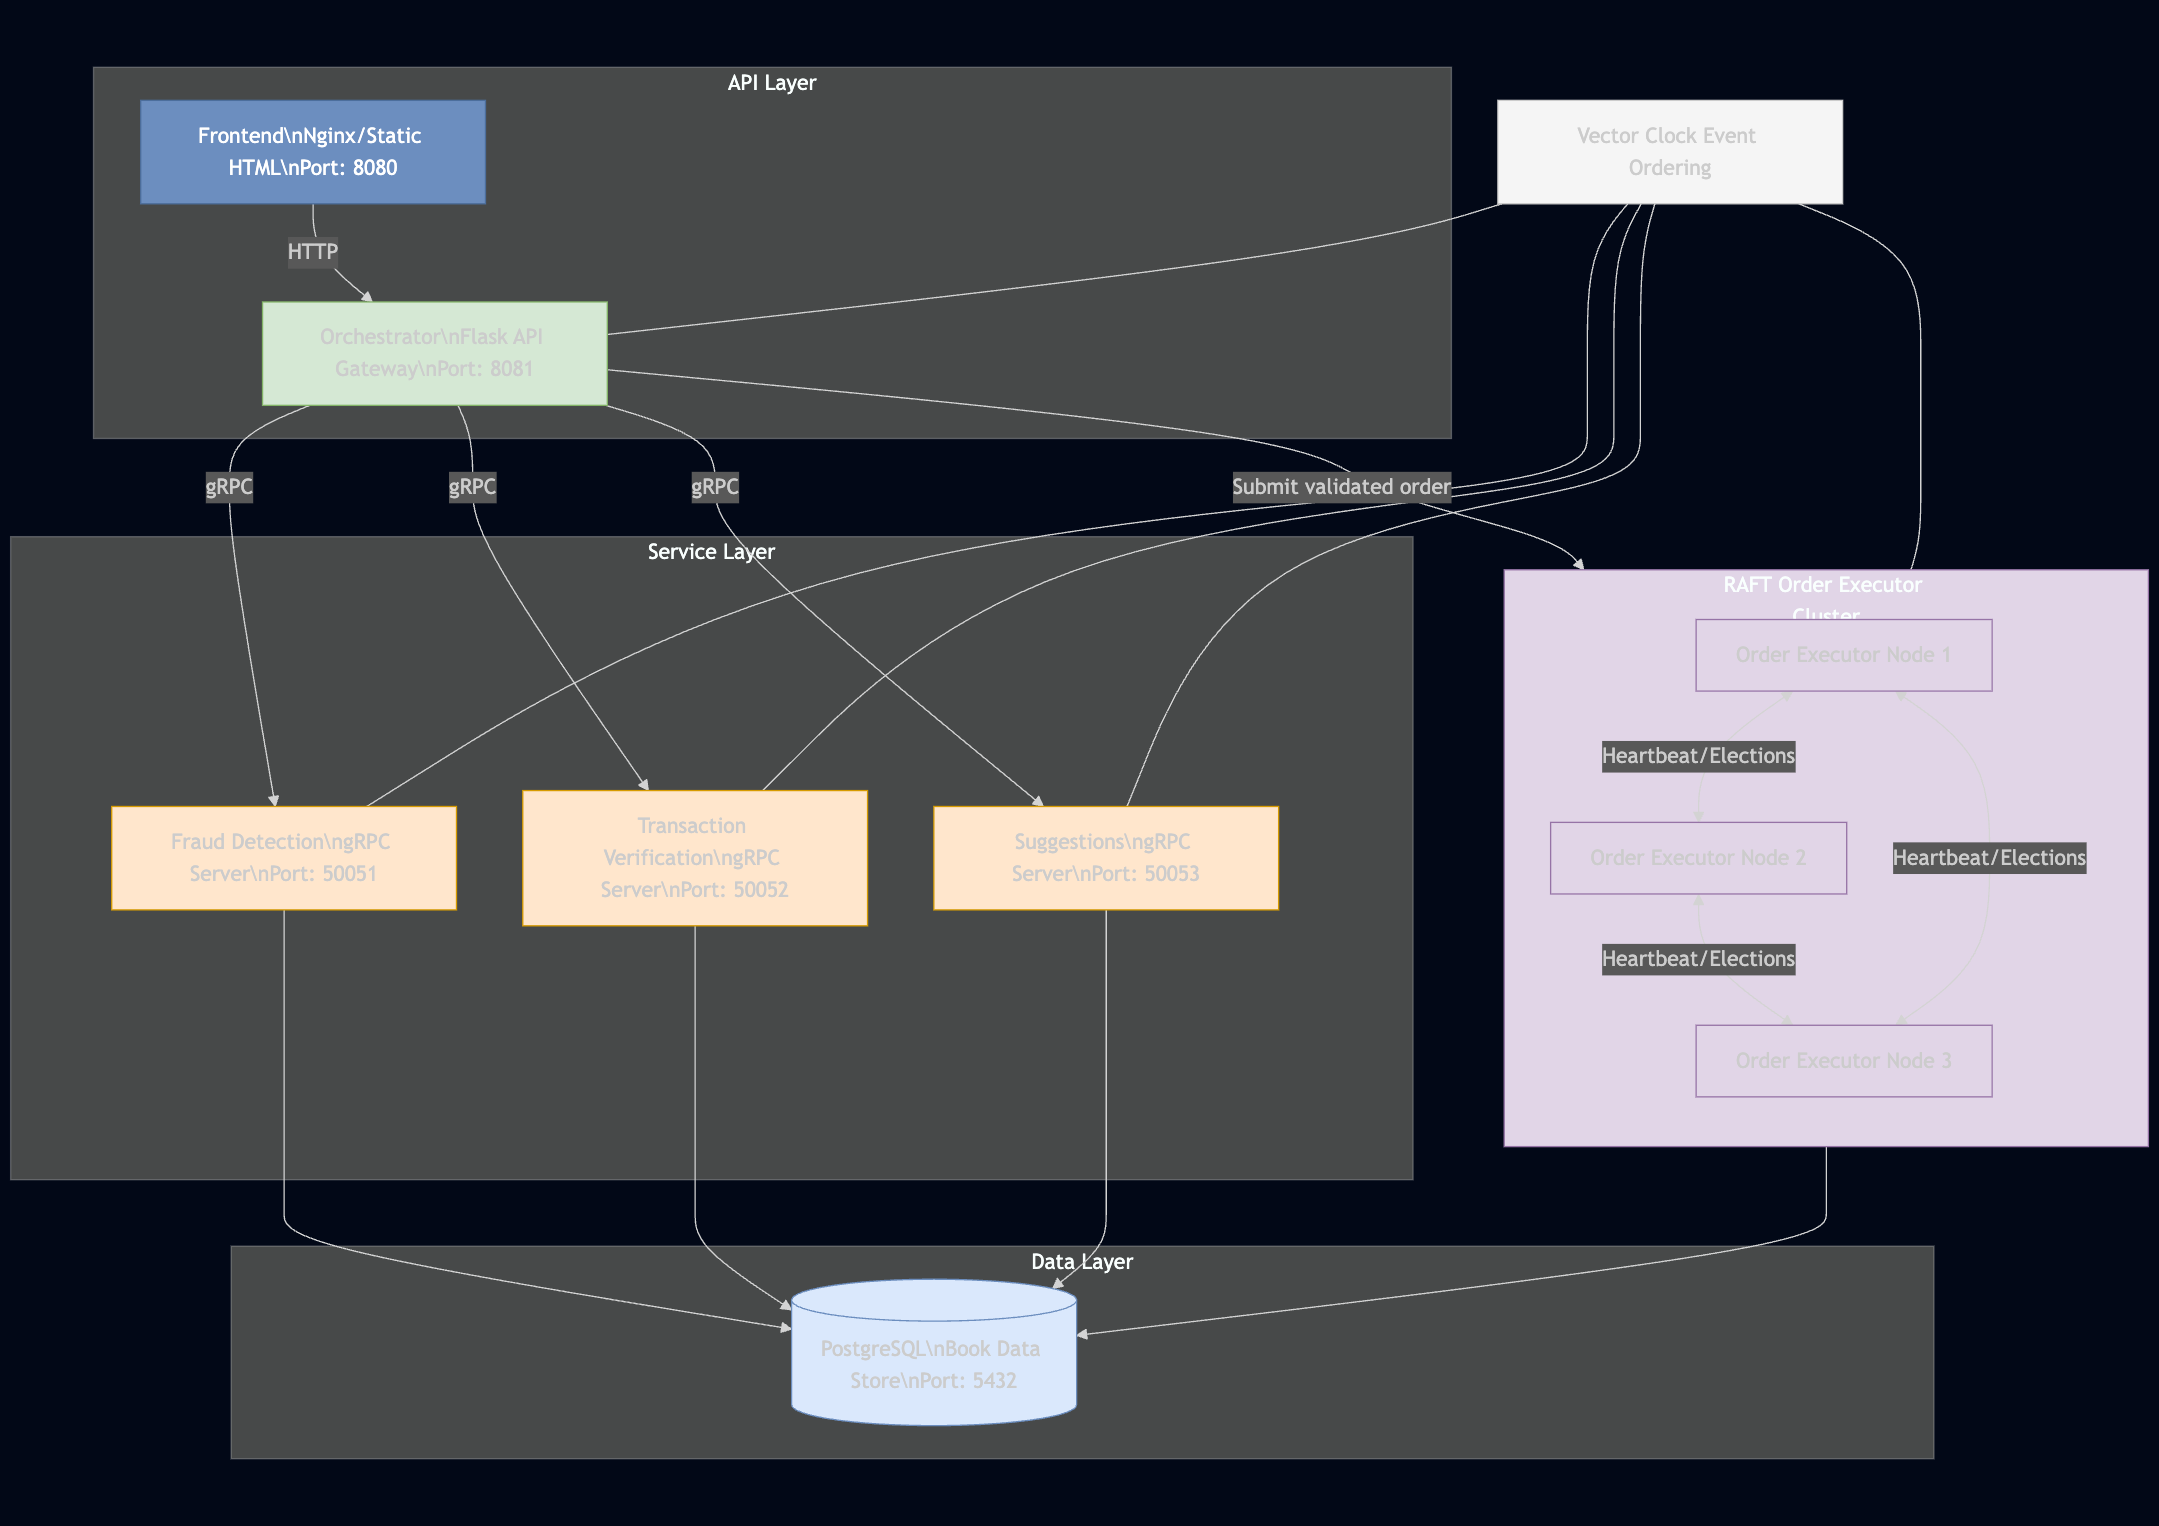 API Layer
Frontend\nNginx/Static
HTML\nPort: 8080
Vector Clock Event
Ordering
HTTP
Orchestrator\nFlask API
Gateway\nPort: 8081
gRPC
gRPC
gRPC
Submit validated order
Service Layer
RAFT Order Executor
Cluster
Order Executor Node 1
Heartbeat/Elections
Fraud Detection\ngRPC
Server\nPort: 50051
Transaction
Verification\ngRPC
Server\nPort: 50052
Suggestions\ngRPC
Server\nPort: 50053
Order Executor Node 2
Heartbeat/Elections
Heartbeat/Elections
Order Executor Node 3
Data Layer
PostgreSQL\nBook Data
Store\nPort: 5432